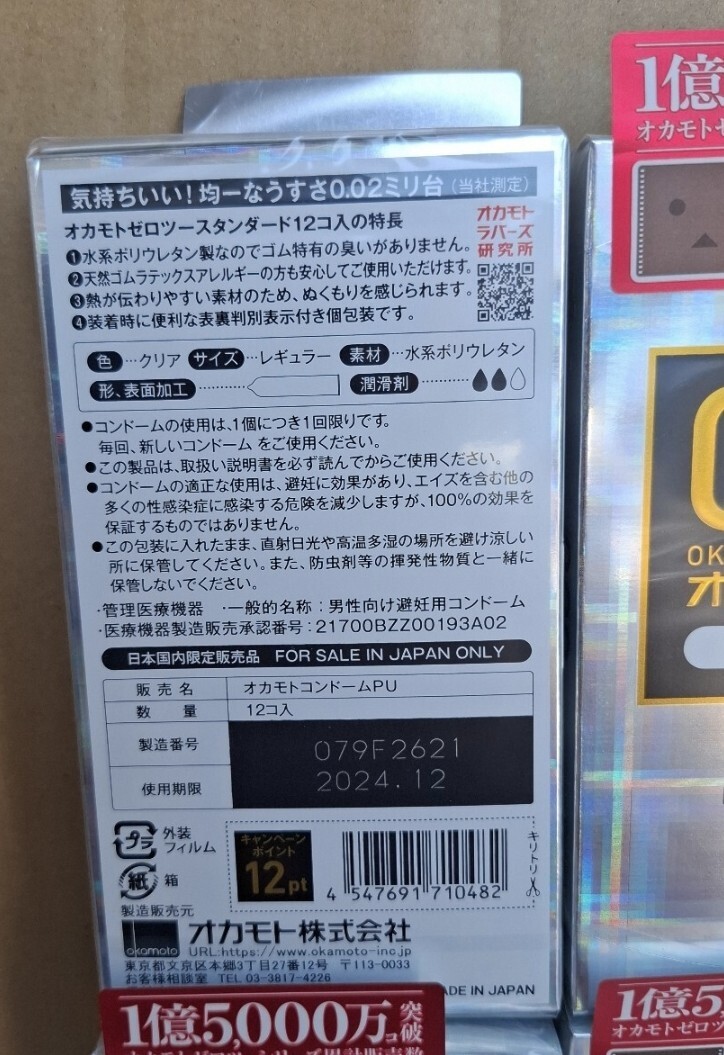 気持ちいい!均一なうすさ0.02ミリ台(当社測定)
オカモトゼロツースタンダード12コ入の特長
❶水系ポリウレタン製なのでゴム特有の臭いがありません。
❷天然ゴムラテックスアレルギーの方も安心してご使用いただけます。
❸熱が伝わりやすい素材のため、ぬくもりを感じられます。
❹装着時に便利な表裏判別表示付き個包装です。
オカモト
ラバーズ
研究所
色…クリア サイズ…レギュラー 素材…水系ポリウレタン
形、表面加工……… 潤滑剤………
●コンドームの使用は、1個につき1回限りです。
毎回、新しいコンドームをご使用ください。
●この製品は、取扱い説明書を必ず読んでからご使用ください。
●コンドームの適正な使用は、避妊に効果があり、エイズを含む他の
多くの性感染症に感染する危険を減少しますが、100%の効果を
保証するものではありません。
●この包装に入れたまま、直射日光や高温多湿の場所を避け涼しい
所に保管してください。また、防虫剤等の揮発性物質と一緒に
保管しないでください。
・管理医療機器 ・一般的名称:男性向け避妊用コンドーム
・医療機器製造販売承認番号:21700BZZ00193A02
日本国内限定販売品 FOR SALE IN JAPAN ONLY
販売名 オカモトコンドームPU
数量 12コ入
製造番号 079F2621
使用期限 2024.12
プラ 外装
フィルム
紙 箱
キャンペーン
ポイント
12pt
4 547691 710482
キリトリ
製造販売元
okamoto オカモト株式会社
URL:https://www.okamoto-inc.jp/
東京都文京区本郷3丁目27番12号 〒113-0033
お客様相談室 TEL 03-3817-4226
ADE IN JAPAN
1億5,000万コ突破
1億
オカモトゼ
OK
オ
1億5,
オカモトゼロツ